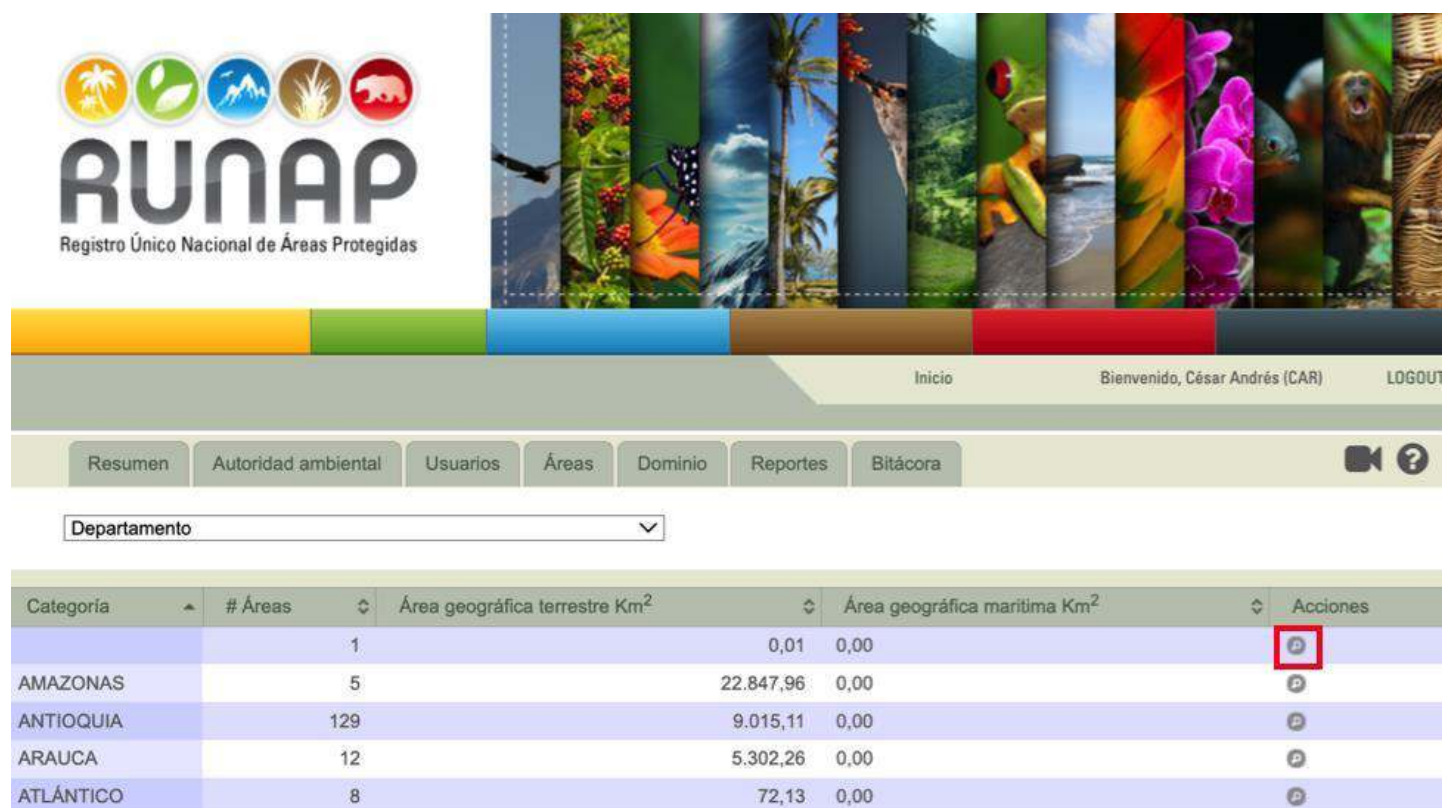 RUNAP
Registro Único Nacional de Áreas Protegidas
Inicio Bienvenido, César Andrés (CAR) LOGOUT
Resumen Autoridad ambiental Usuarios Áreas Dominio Reportes Bitácora ?
Departamento
Categoría # Áreas Área geográfica terrestre Km² Área geográfica maritima Km² Acciones
1 0,01 0,00
AMAZONAS 5 22.847,96 0,00
ANTIOQUIA 129 9.015,11 0,00
ARAUCA 12 5.302,26 0,00
ATLÁNTICO 8 72,13 0,00